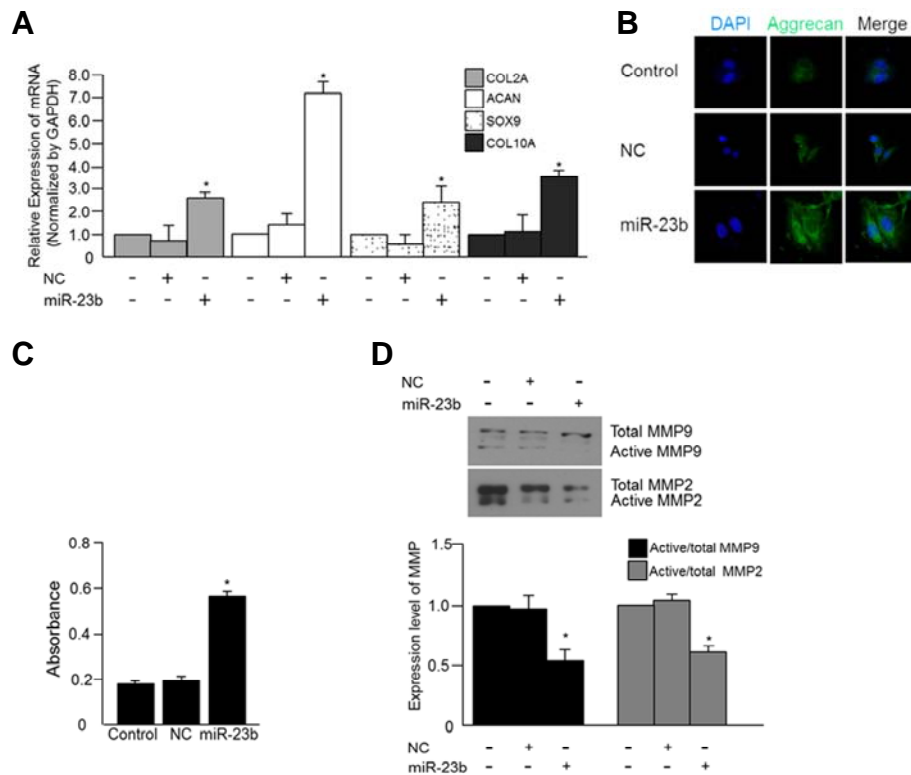 A
Relative Expression of mRNA
(Normalized by GAPDH)
8.0
7.0
6.0
5.0
4.0
3.0
2.0
1.0
* * * *
COL2A
ACAN
SOX9
COL10A
NC - + - - + - - + - - + -
miR-23b - - + - - + - - + - - +
B
DAPI Aggrecan Merge
Control
NC
miR-23b
C
Absorbance
0.8
0.6
0.4
0.2
0
*
Control NC miR-23b
D
NC - + -
miR-23b - - +
Total MMP9
Active MMP9
Total MMP2
Active MMP2
Expression level of MMP
1.5
1.0
0.5
0
Active/total MMP9
Active/total MMP2
* *
NC - + - - + -
miR-23b - - + - - +